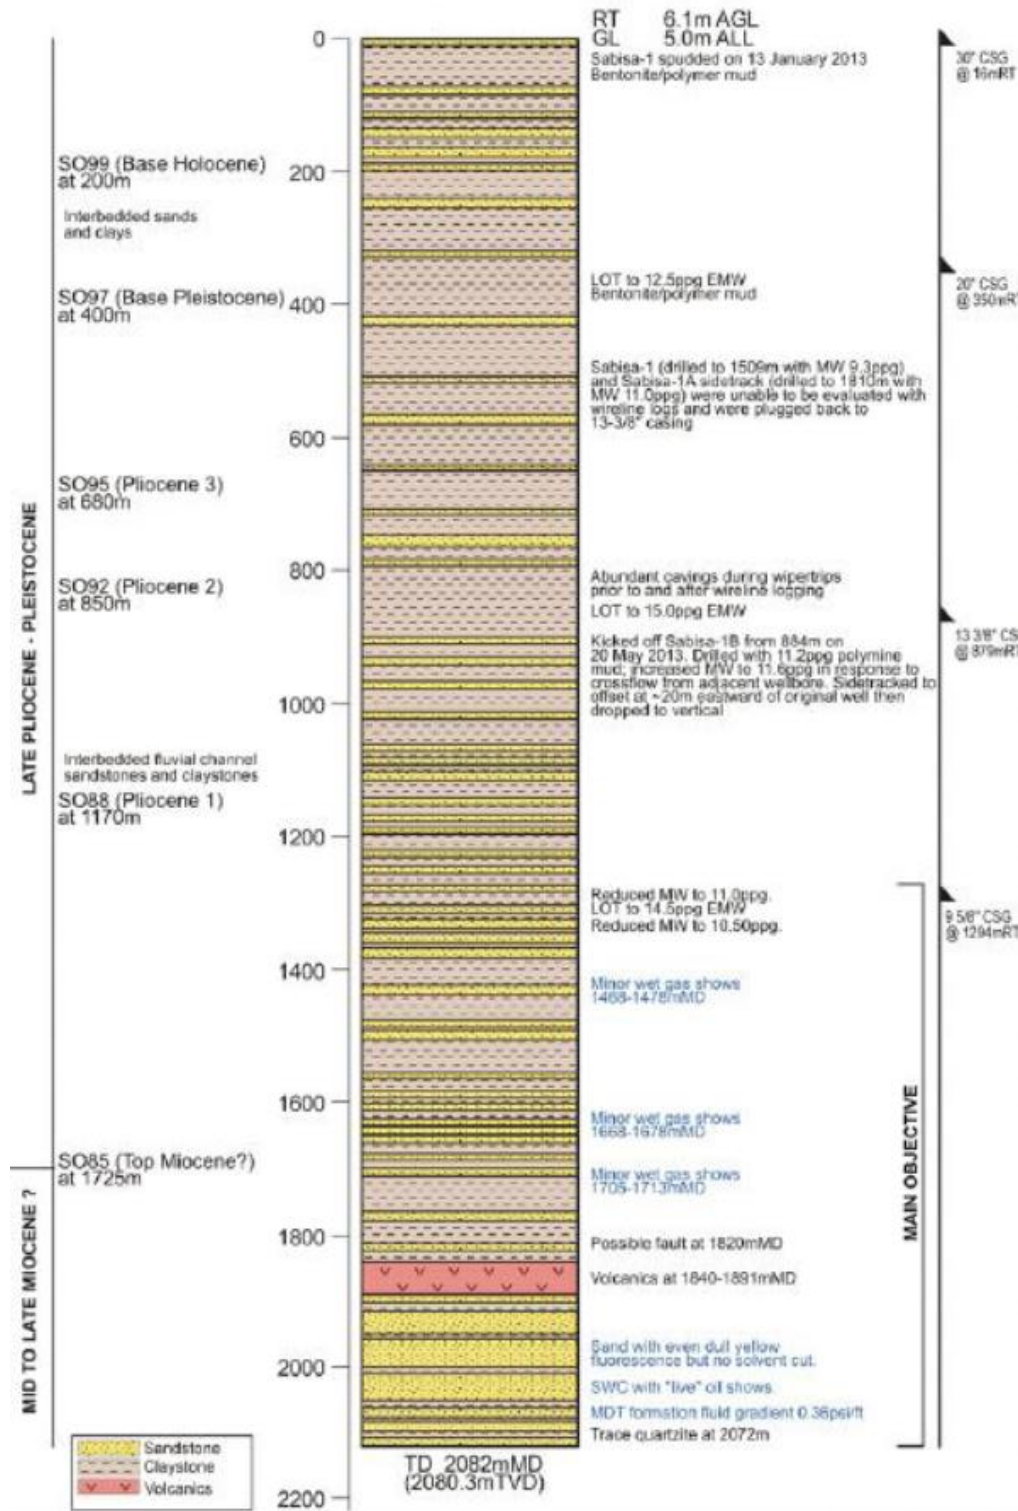 RT 6.1m AGL
GL 5.0m ALL
0
Sabisa-1 spudded on 13 January 2013
Bentonite/polymer mud
30" CSG
@ 16mRT
SO99 (Base Holocene)
at 200m
200
Interbedded sands
and clays
SO97 (Base Pleistocene)
at 400m
400
LOT to 12.5ppg EMW
Bentonite/polymer mud
20" CSG
@ 350mRT
Sabisa-1 (drilled to 1509m with MW 9.3ppg)
and Sabisa-1A sidetrack (drilled to 1810m with
MW 11.0ppg) were unable to be evaluated with
wireline logs and were plugged back to
13-3/8" casing
600
SO95 (Pliocene 3)
at 680m
LATE PLIOCENE - PLEISTOCENE
800
SO92 (Pliocene 2)
at 850m
Abundant cavings during wipertrips
prior to and after wireline logging
LOT to 15.0ppg EMW
13 3/8" CS
@ 879mRT
Kicked off Sabisa-1B from 884m on
20 May 2013. Drilled with 11.2ppg polymine
mud; increased MW to 11.6ppg in response to
crossflow from adjacent wellbore. Sidetracked to
offset at ~20m eastward of original well then
dropped to vertical
1000
Interbedded fluvial channel
sandstones and claystones
SO88 (Pliocene 1)
at 1170m
1200
Reduced MW to 11.0ppg.
LOT to 14.5ppg EMW
Reduced MW to 10.50ppg.
9 5/8" CSG
@ 1294mRT
1400
Minor wet gas shows
1468-1478mMD
1600
Minor wet gas shows
1668-1678mMD
SO85 (Top Miocene?)
at 1725m
Minor wet gas shows
1705-1713mMD
MAIN OBJECTIVE
MID TO LATE MIOCENE ?
1800
Possible fault at 1820mMD
Volcanics at 1840-1891mMD
Sand with even dull yellow
fluorescence but no solvent cut.
2000
SWC with "live" oil shows
MDT formation fluid gradient 0.36psi/ft
Trace quartzite at 2072m
Sandstone
Claystone
Volcanics
TD 2082mMD
(2080.3mTVD)
2200